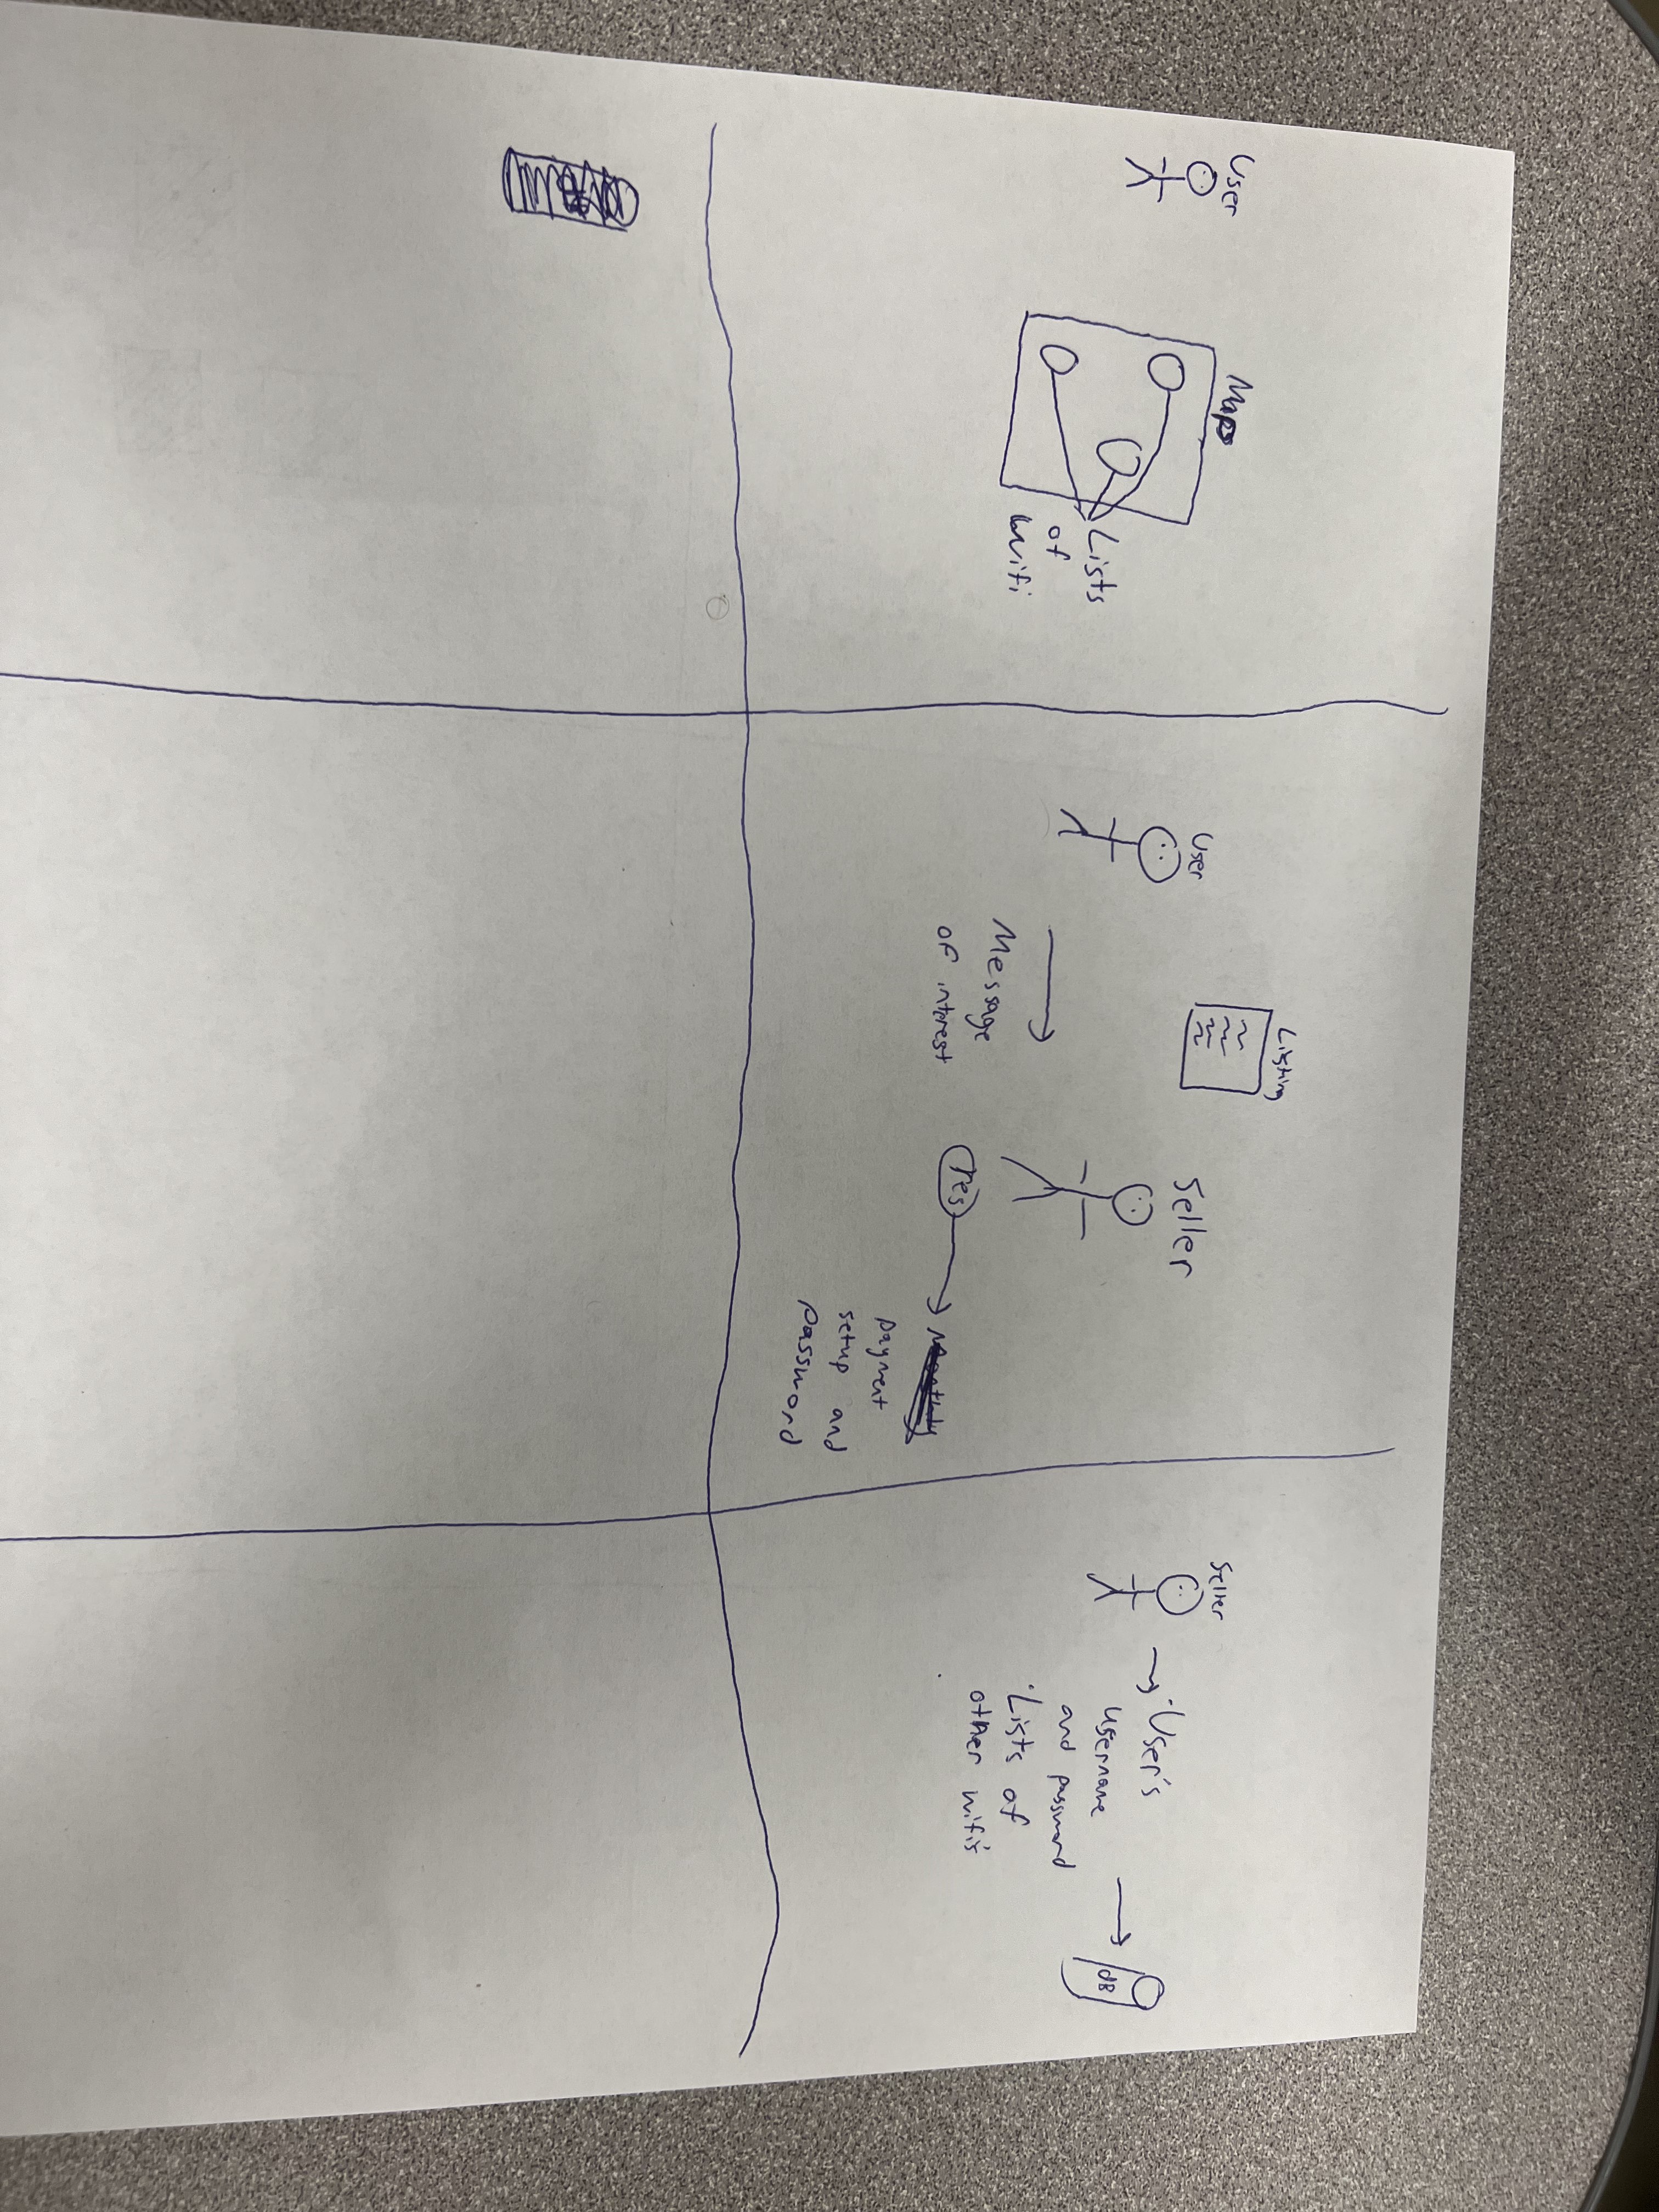 User
Maps
Lists
of
wifi
User
Listing
Message
of interest
Seller
Yes
payment
setup and
password
Seller
·User's
username
and password
·Lists of
other wifi's
dB